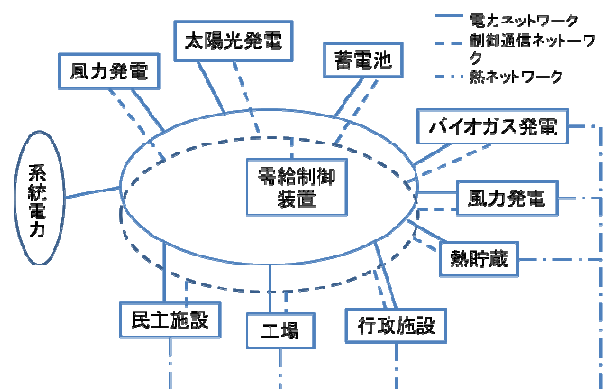 電力ネットワーク
制御通信ネットーワ
ク
熱ネットワーク
太陽光発電
蓄電池
風力発電
バイオガス発電
零給制御
装置
系統電力
風力発電
熱貯蔵
民主施設
工場
行政施設